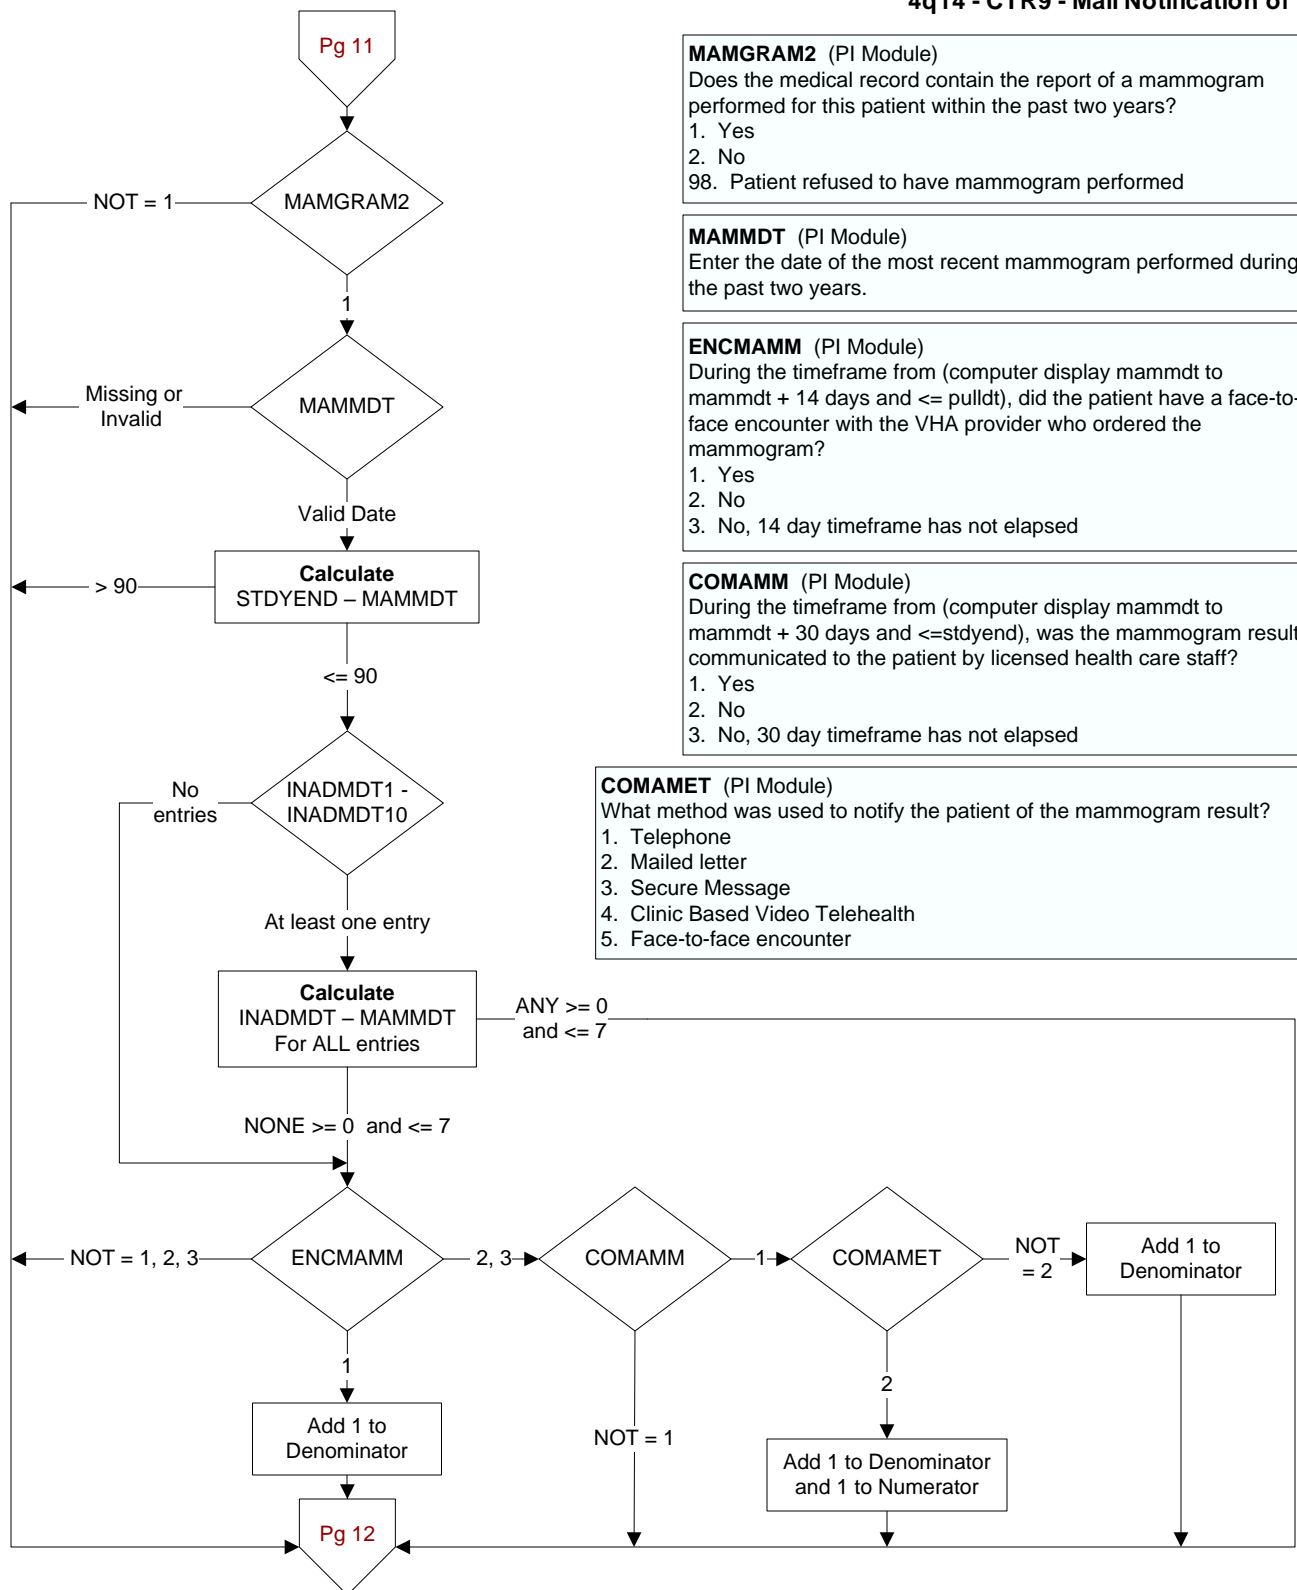 4q14 - CTR9 - Mail Notification of
Pg 11
MAMGRAM2 (PI Module)
Does the medical record contain the report of a mammogram
performed for this patient within the past two years?
1. Yes
2. No
98. Patient refused to have mammogram performed
NOT = 1
MAMGRAM2
MAMMDT (PI Module)
Enter the date of the most recent mammogram performed during
the past two years.
1
ENCMAMM (PI Module)
During the timeframe from (computer display mammdt to
mammdt + 14 days and <= pulldt), did the patient have a face-to-
face encounter with the VHA provider who ordered the
mammogram?
1. Yes
2. No
3. No, 14 day timeframe has not elapsed
Missing or
Invalid
MAMMDT
Valid Date
Calculate
STDYEND – MAMMDT
> 90
COMAMM (PI Module)
During the timeframe from (computer display mammdt to
mammdt + 30 days and <=stdyend), was the mammogram result
communicated to the patient by licensed health care staff?
1. Yes
2. No
3. No, 30 day timeframe has not elapsed
<= 90
COMAMET (PI Module)
What method was used to notify the patient of the mammogram result?
1. Telephone
2. Mailed letter
3. Secure Message
4. Clinic Based Video Telehealth
5. Face-to-face encounter
No
entries
INADMDT1 -
INADMDT10
At least one entry
Calculate
INADMDT – MAMMDT
For ALL entries
ANY >= 0
and <= 7
NONE >= 0 and <= 7
NOT = 1, 2, 3
ENCMAMM
2, 3
COMAMM
1
COMAMET
NOT
= 2
Add 1 to
Denominator
1
2
Add 1 to
Denominator
NOT = 1
Add 1 to Denominator
and 1 to Numerator
Pg 12